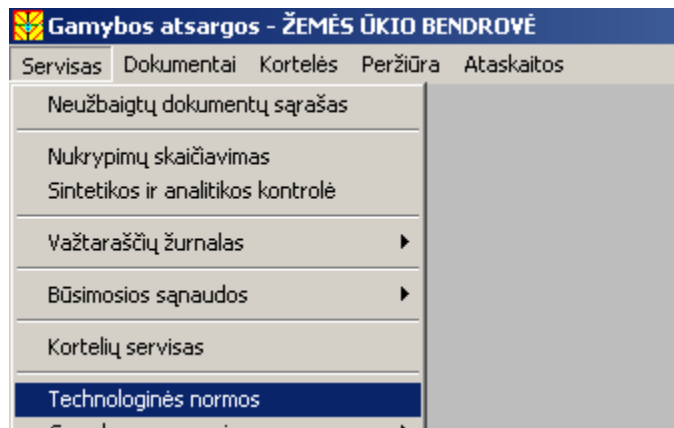 Gamybos atsargos - ŽEMĖS ŪKIO BENDROVĖ
Servisas Dokumentai Kortelės Peržiūra Ataskaitos
Neužbaigtų dokumentų sąrašas
Nukrypimų skaičiavimas
Sintetikos ir analitikos kontrolė
Važtaraščių žurnalas
Būsimosios sąnaudos
Kortelių servisas
Technologinės normos